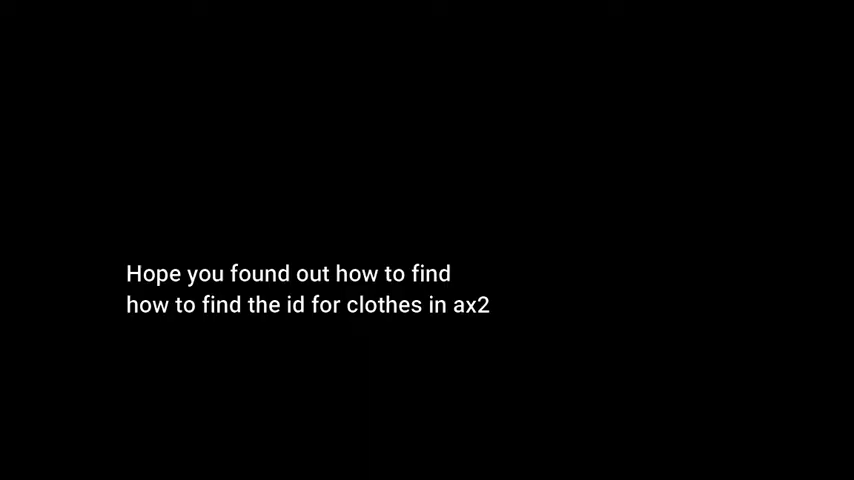 Hope you found out how to find
how to find the id for clothes in ax2